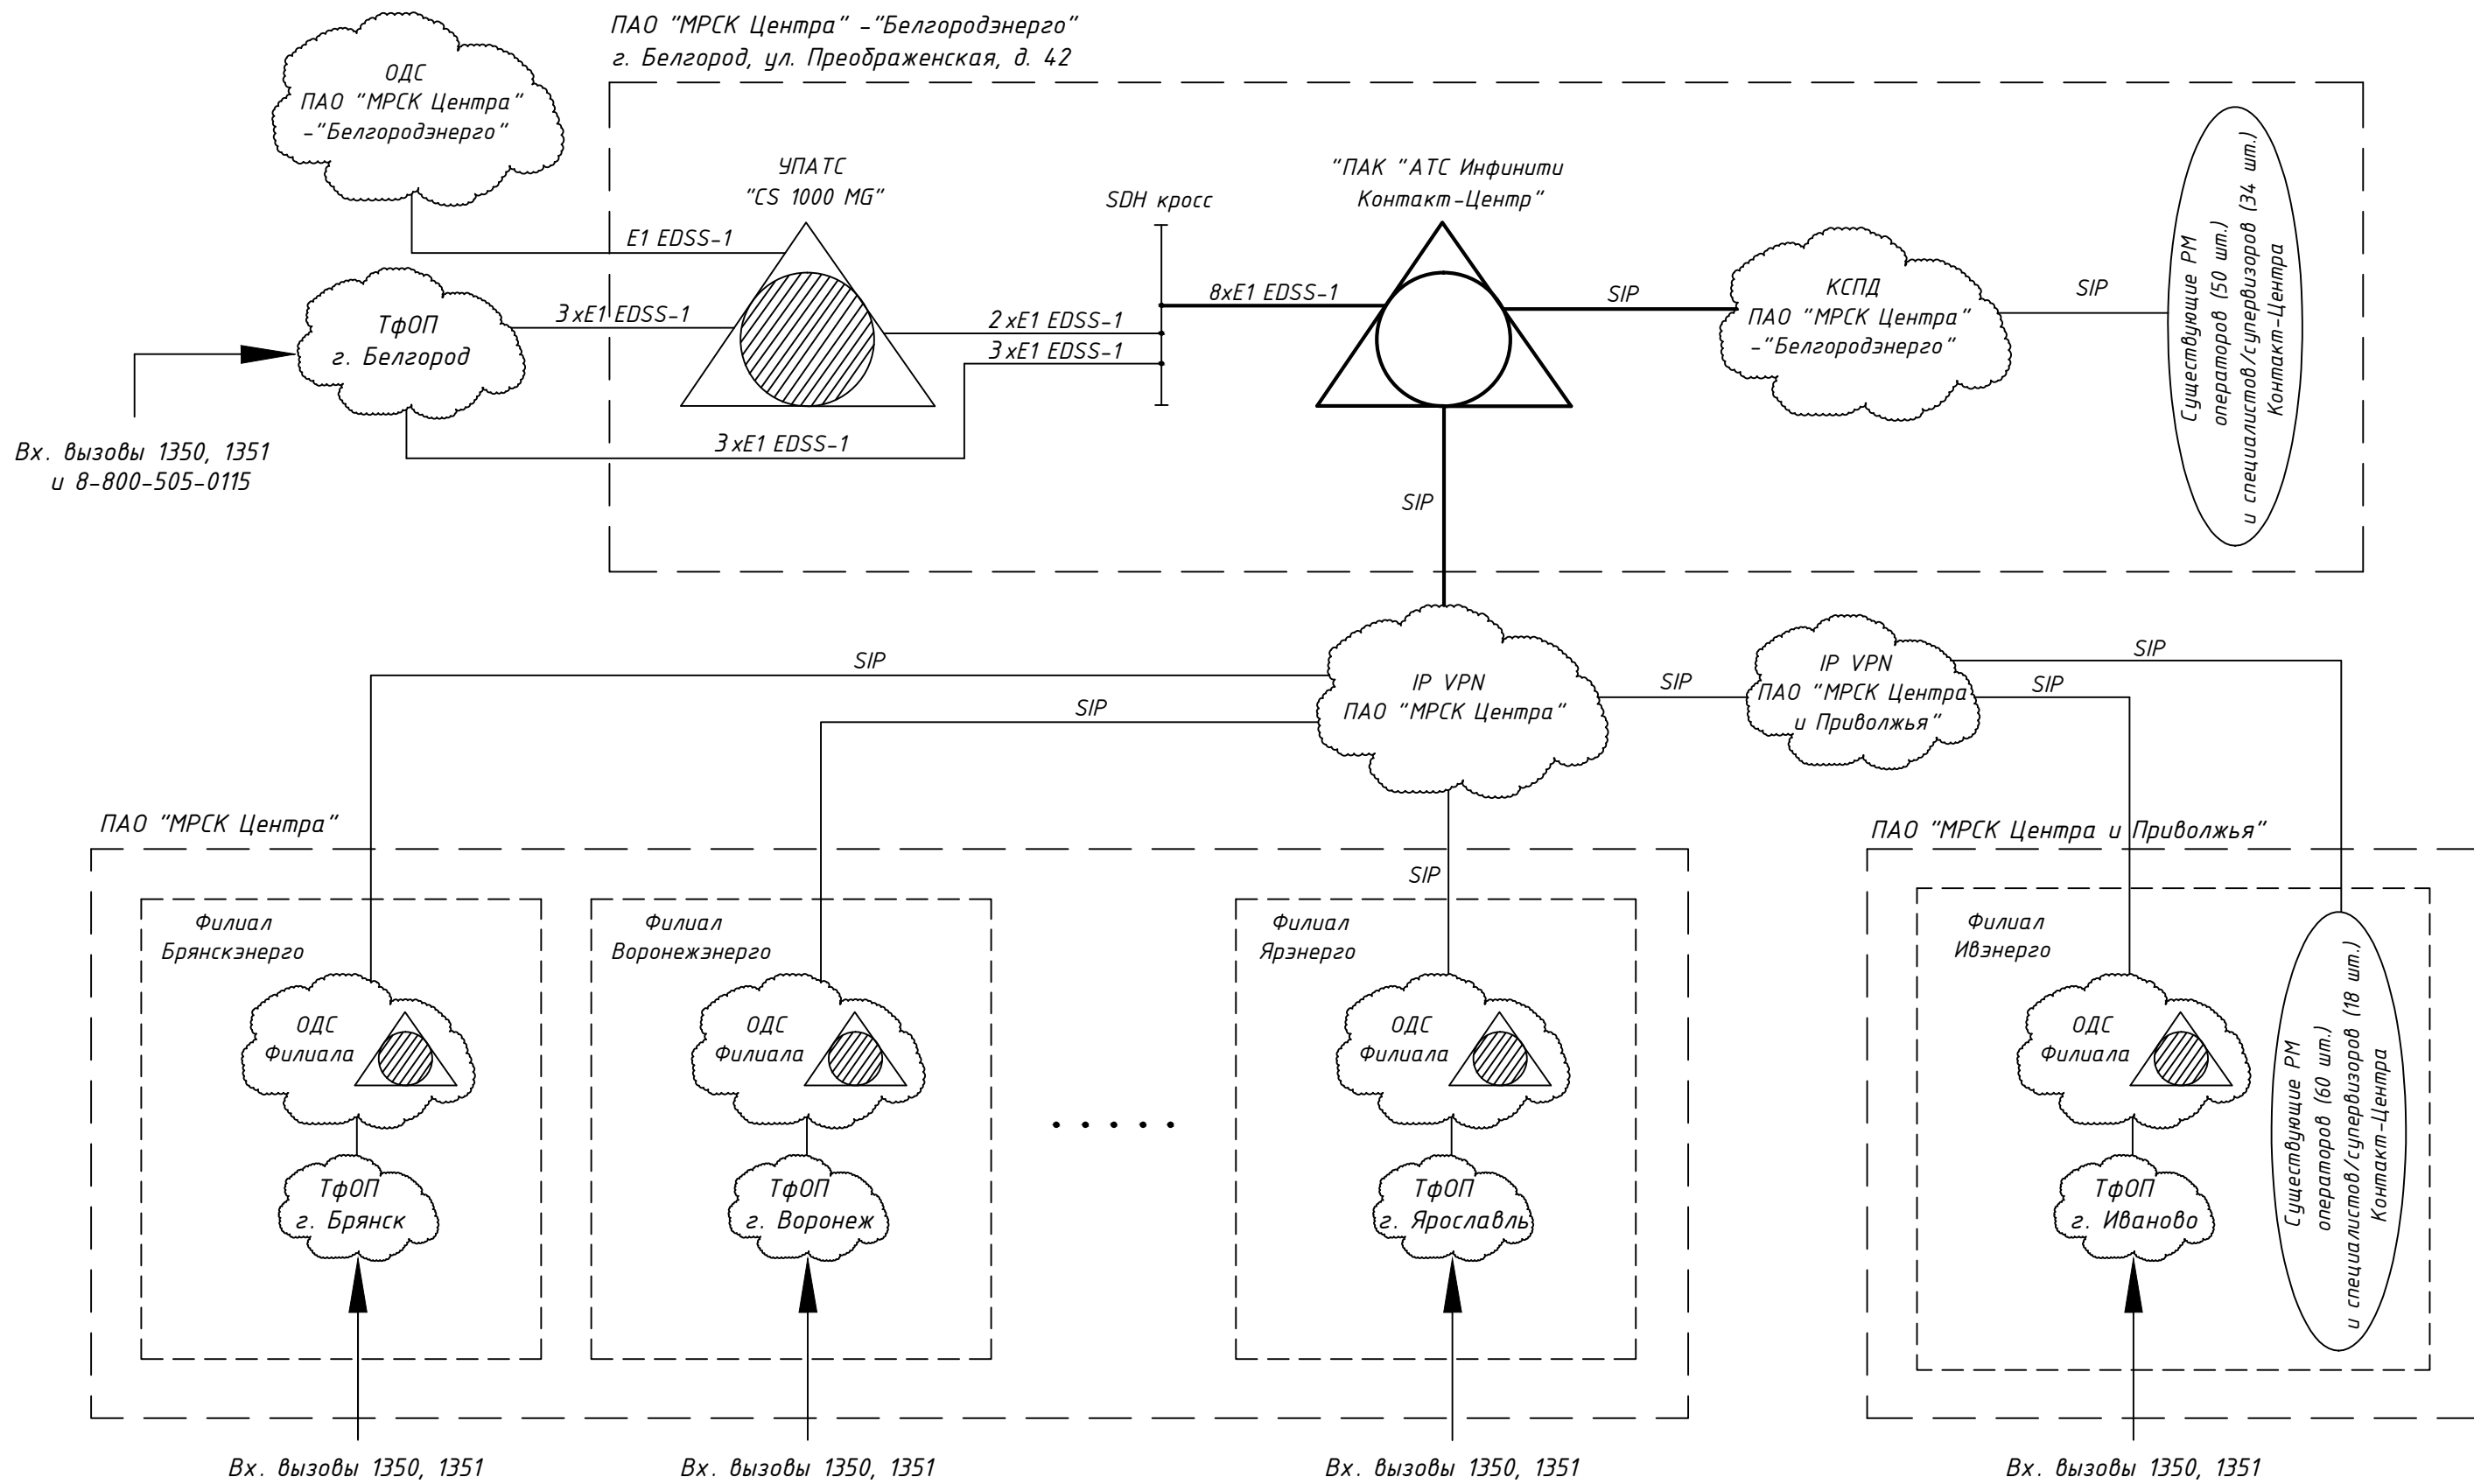 ПАО "МРСК Центра" -"Белгородэнерго"
г. Белгород, ул. Преображенская, д. 42
ОДС
ПАО "МРСК Центра"
-"Белгородэнерго"
УПАТС
"CS 1000 MG"
SDH кросс
"ПАК "АТС Инфинити
Контакт-Центр"
E1 EDSS-1
3xE1 EDSS-1
2xE1 EDSS-1
3xE1 EDSS-1
3xE1 EDSS-1
8xE1 EDSS-1
SIP
КСПД
ПАО "МРСК Центра"
-"Белгородэнерго"
SIP
Существующие РМ
операторов (50 шт.)
и специалистов/супервизоров (34 шт.)
Контакт-Центра
ТфОП
г. Белгород
Вх. вызовы 1350, 1351
и 8-800-505-0115
SIP
SIP
SIP
IP VPN
ПАО "МРСК Центра"
SIP
IP VPN
ПАО "МРСК Центра
и Приволжья"
SIP
SIP
SIP
ПАО "МРСК Центра"
Филиал
Брянскэнерго
ОДС
Филиала
ТфОП
г. Брянск
Вх. вызовы 1350, 1351
Филиал
Воронежэнерго
ОДС
Филиала
ТфОП
г. Воронеж
Вх. вызовы 1350, 1351
. . . . .
Филиал
Ярэнерго
ОДС
Филиала
ТфОП
г. Ярославль
Вх. вызовы 1350, 1351
ПАО "МРСК Центра и Приволжья"
Филиал
Ивэнерго
ОДС
Филиала
ТфОП
г. Иваново
Вх. вызовы 1350, 1351
Существующие РМ
операторов (60 шт.)
и специалистов/супервизоров (18 шт.)
Контакт-Центра